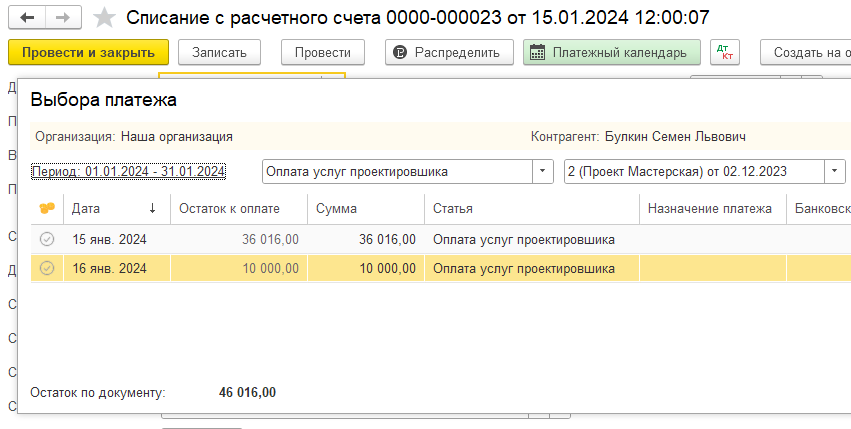 Списание с расчетного счета 0000-000023 от 15.01.2024 12:00:07
Провести и закрыть Записать Провести Распределить Платежный календарь Дт Кт Создать на о
Д
П
В
П
С
Д
С
С
С
С
Выбора платежа
Организация: Наша организация Контрагент: Булкин Семен Львович
Период: 01.01.2024 - 31.01.2024 Оплата услуг проектировшика 2 (Проект Мастерская) от 02.12.2023
Дата ↓ Остаток к оплате Сумма Статья Назначение платежа Банковск
15 янв. 2024 36 016,00 36 016,00 Оплата услуг проектировшика
16 янв. 2024 10 000,00 10 000,00 Оплата услуг проектировшика
Остаток по документу: 46 016,00